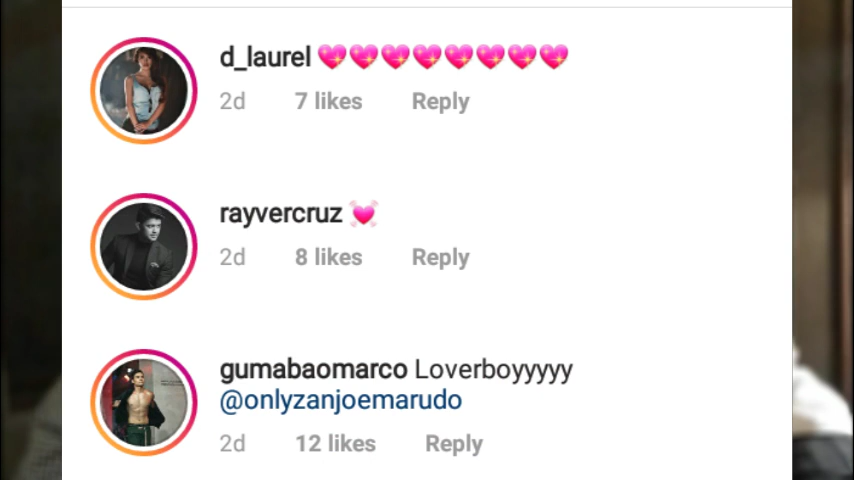 d_laurel 💖💖💖💖💖💖💖💖
2d 7 likes Reply
rayvercruz 💓
2d 8 likes Reply
gumabaomarco Loverboyyyyy
@onlyzanjoemarudo
2d 12 likes Reply